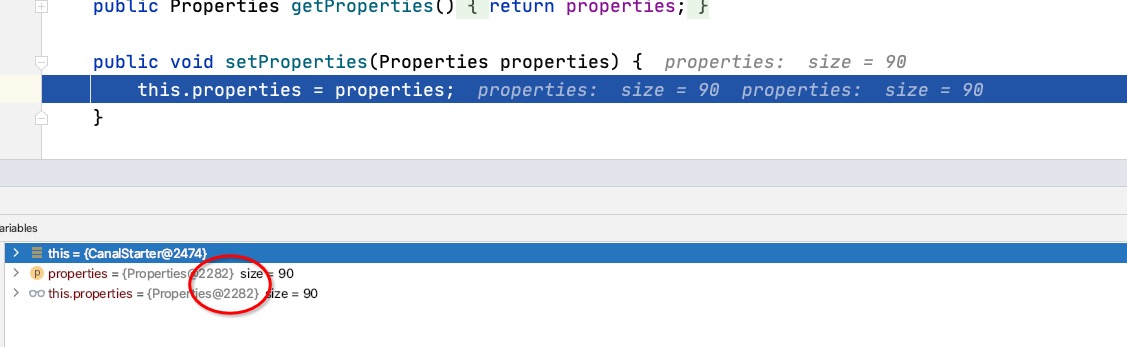 public Properties getProperties() { return properties; }
public void setProperties(Properties properties) { properties: size = 90
this.properties = properties; properties: size = 90 properties: size = 90
}
ariables
this = {CanalStarter@2474}
p properties = {Properties@2282} size = 90
this.properties = {Properties@2282} size = 90